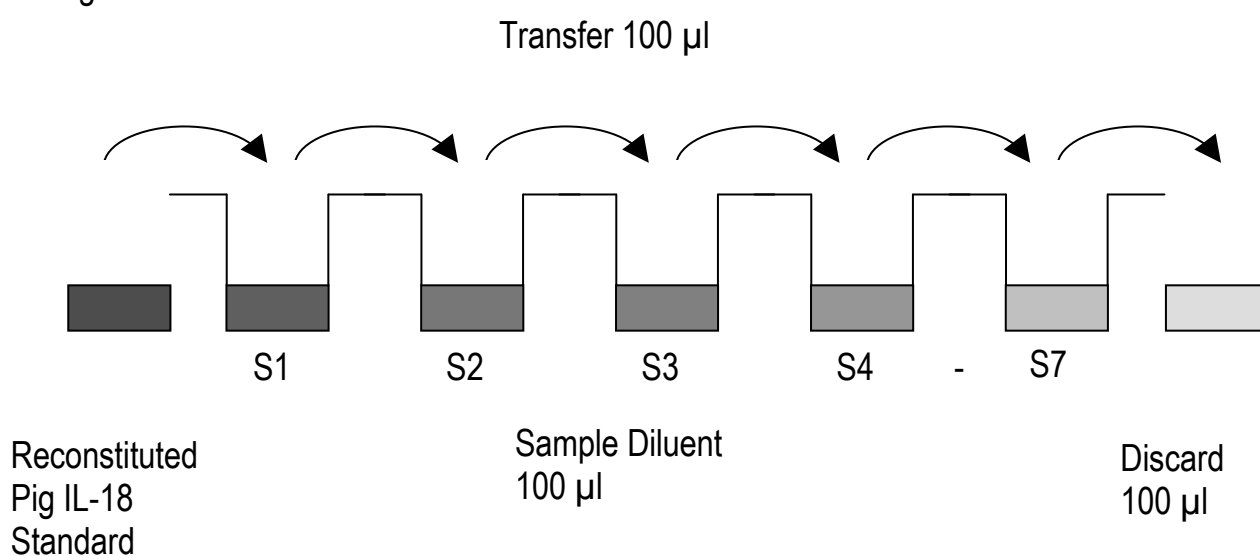 Transfer 100 µl
S1 S2 S3 S4 - S7
Reconstituted
Pig IL-18
Standard
Sample Diluent
100 µl
Discard
100 µl